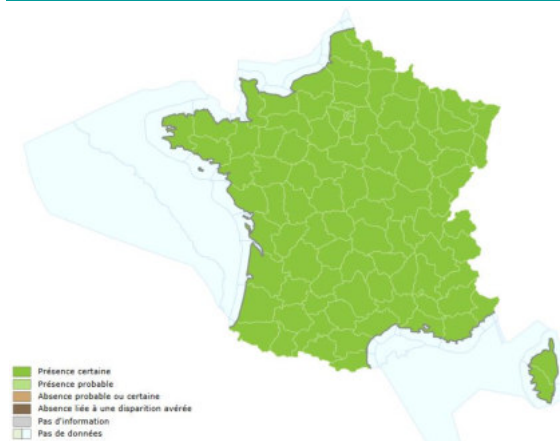 Présence certaine
Présence probable
Absence probable ou certaine
Absence liée à une disparition avérée
Pas d'information
Pas de données